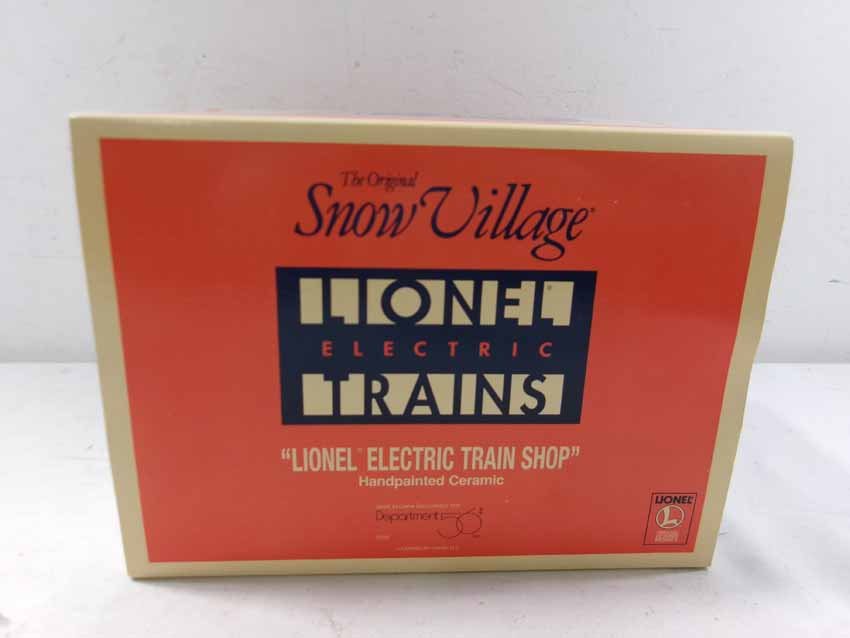 The Original
Snow Village®
LIONEL®
ELECTRIC
TRAINS
"LIONEL® ELECTRIC TRAIN SHOP"
Handpainted Ceramic
Department 56®
LIONEL®